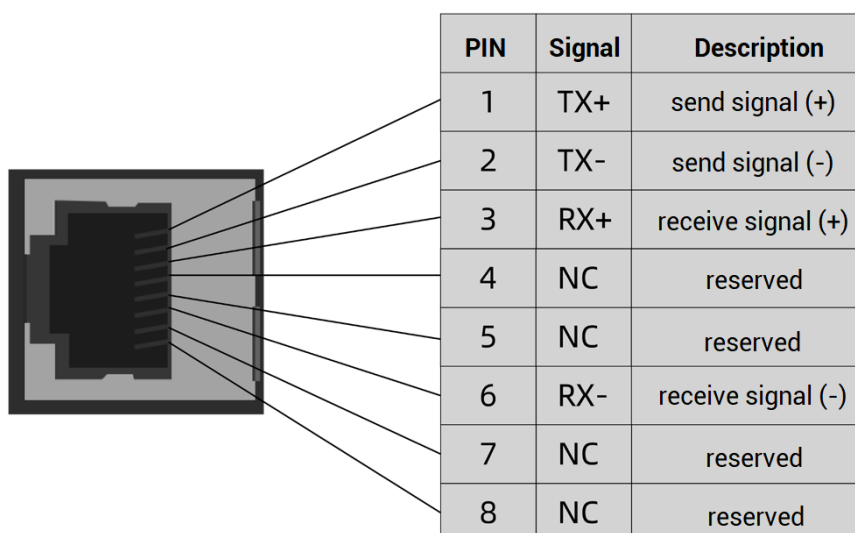 PIN Signal Description
1 TX+ send signal (+)
2 TX- send signal (-)
3 RX+ receive signal (+)
4 NC reserved
5 NC reserved
6 RX- receive signal (-)
7 NC reserved
8 NC reserved